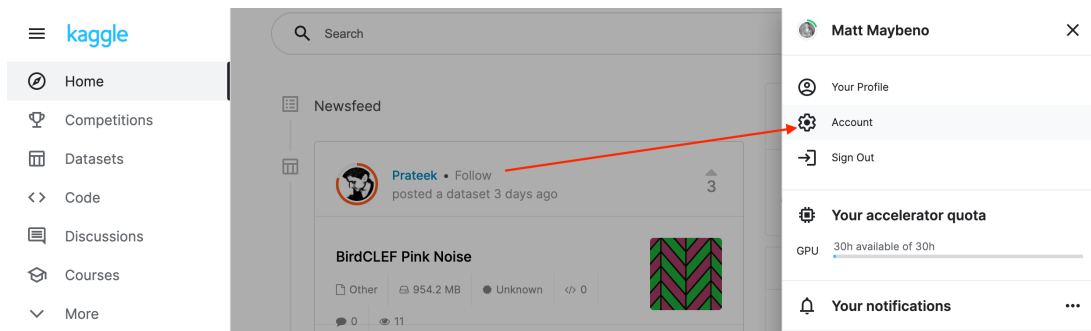 kaggle
Home
Competitions
Datasets
Code
Discussions
Courses
More
Search
Newsfeed
Prateek • Follow
posted a dataset 3 days ago
3
BirdCLEF Pink Noise
Other 954.2 MB Unknown </> 0
0 11
Matt Maybeno
Your Profile
Account
Sign Out
Your accelerator quota
GPU 30h available of 30h
Your notifications